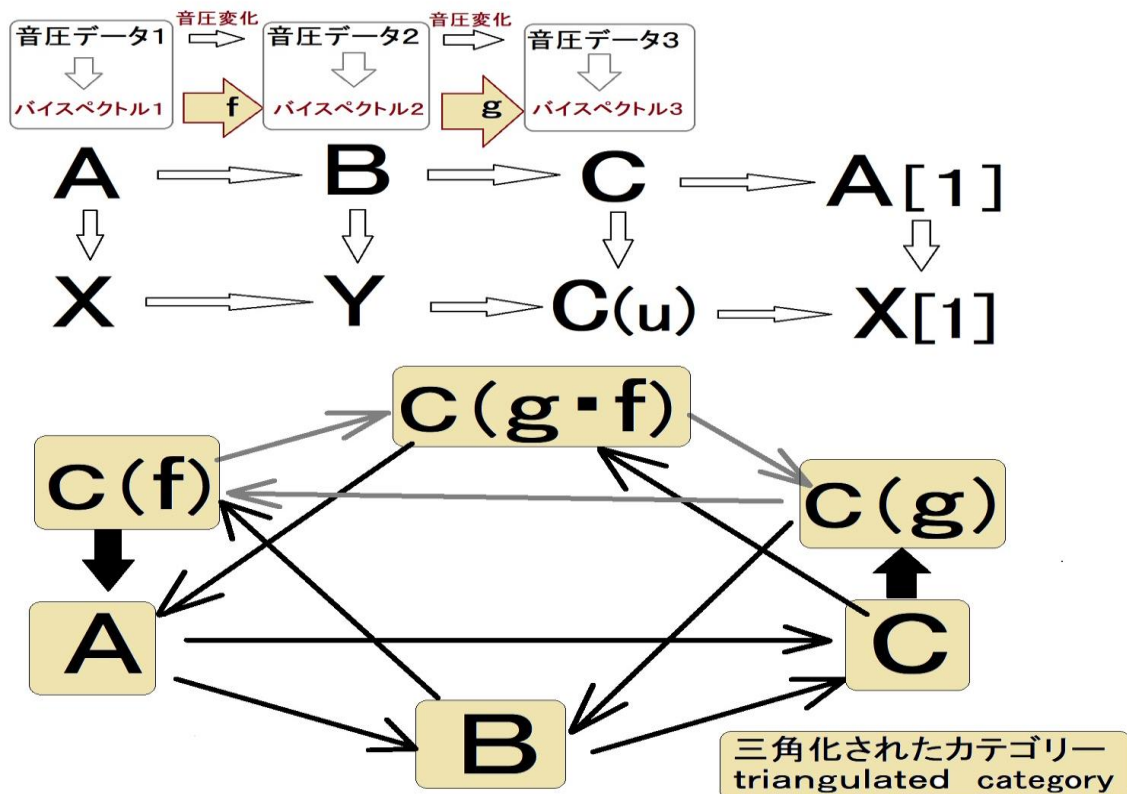 音圧変化 音圧変化
音圧データ1 音圧データ2 音圧データ3
バイスペクトル1 f バイスペクトル2 g バイスペクトル3
A B C A[1]
X Y C(u) X[1]
C(g・f)
C(f)
C(g)
A
C
B
三角化されたカテゴリー
triangulated category